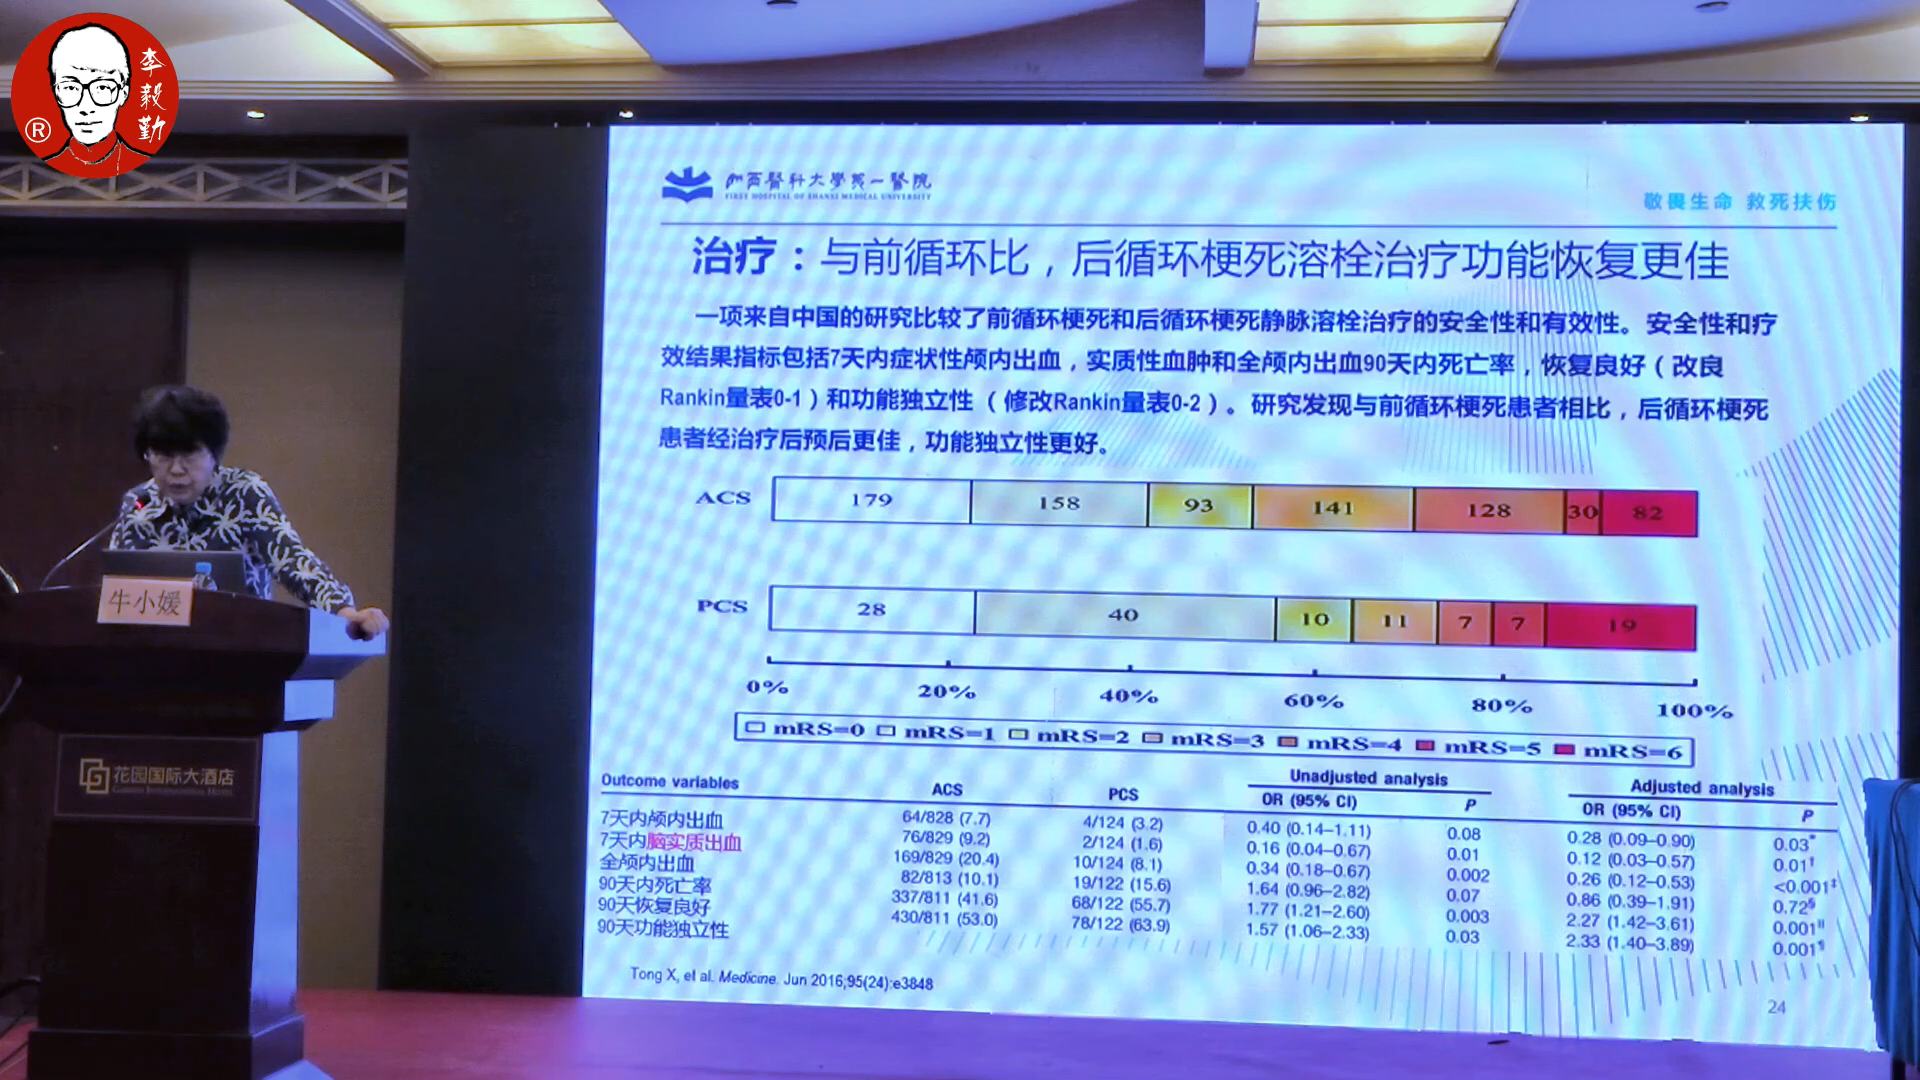 李毅勤
®
山西醫科大學第一醫院
FIRST HOSPITAL OF SHANXI MEDICAL UNIVERSITY
敬畏生命 救死扶伤
治疗：与前循环比，后循环梗死溶栓治疗功能恢复更佳
一项来自中国的研究比较了前循环梗死和后循环梗死静脉溶栓治疗的安全性和有效性。安全性和疗
效结果指标包括7天内症状性颅内出血，实质性血肿和全颅内出血90天内死亡率，恢复良好（改良
Rankin量表0-1）和功能独立性（修改Rankin量表0-2）。研究发现与前循环梗死患者相比，后循环梗死
患者经治疗后预后更佳，功能独立性更好。
ACS 179 158 93 141 128 30 82
PCS 28 40 10 11 7 7 19
0% 20% 40% 60% 80% 100%
mRS=0 mRS=1 mRS=2 mRS=3 mRS=4 mRS=5 mRS=6
Outcome variables ACS PCS Unadjusted analysis Adjusted analysis
OR (95% CI) P OR (95% CI) P
7天内颅内出血 64/828 (7.7) 4/124 (3.2) 0.40 (0.14–1.11) 0.08 0.28 (0.09–0.90) 0.03*
7天内脑实质出血 76/829 (9.2) 2/124 (1.6) 0.16 (0.04–0.67) 0.01 0.12 (0.03–0.57) 0.01†
全颅内出血 169/829 (20.4) 10/124 (8.1) 0.34 (0.18–0.67) 0.002 0.26 (0.12–0.53) <0.001‡
90天内死亡率 82/813 (10.1) 19/122 (15.6) 1.64 (0.96–2.82) 0.07 0.86 (0.39–1.91) 0.72§
90天恢复良好 337/811 (41.6) 68/122 (55.7) 1.77 (1.21–2.60) 0.003 2.27 (1.42–3.61) 0.001||
90天功能独立性 430/811 (53.0) 78/122 (63.9) 1.57 (1.06–2.33) 0.03 2.33 (1.40–3.89) 0.001¶
Tong X, et al. Medicine. Jun 2016;95(24):e3848
24
牛小媛
花园国际大酒店
GARDEN INTERNATIONAL HOTEL